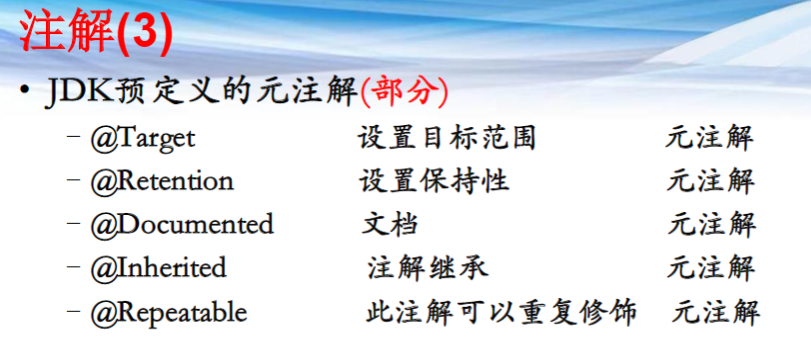 注解(3)
• JDK预定义的元注解(部分)
– @Target 设置目标范围 元注解
– @Retention 设置保持性 元注解
– @Documented 文档 元注解
– @Inherited 注解继承 元注解
– @Repeatable 此注解可以重复修饰 元注解